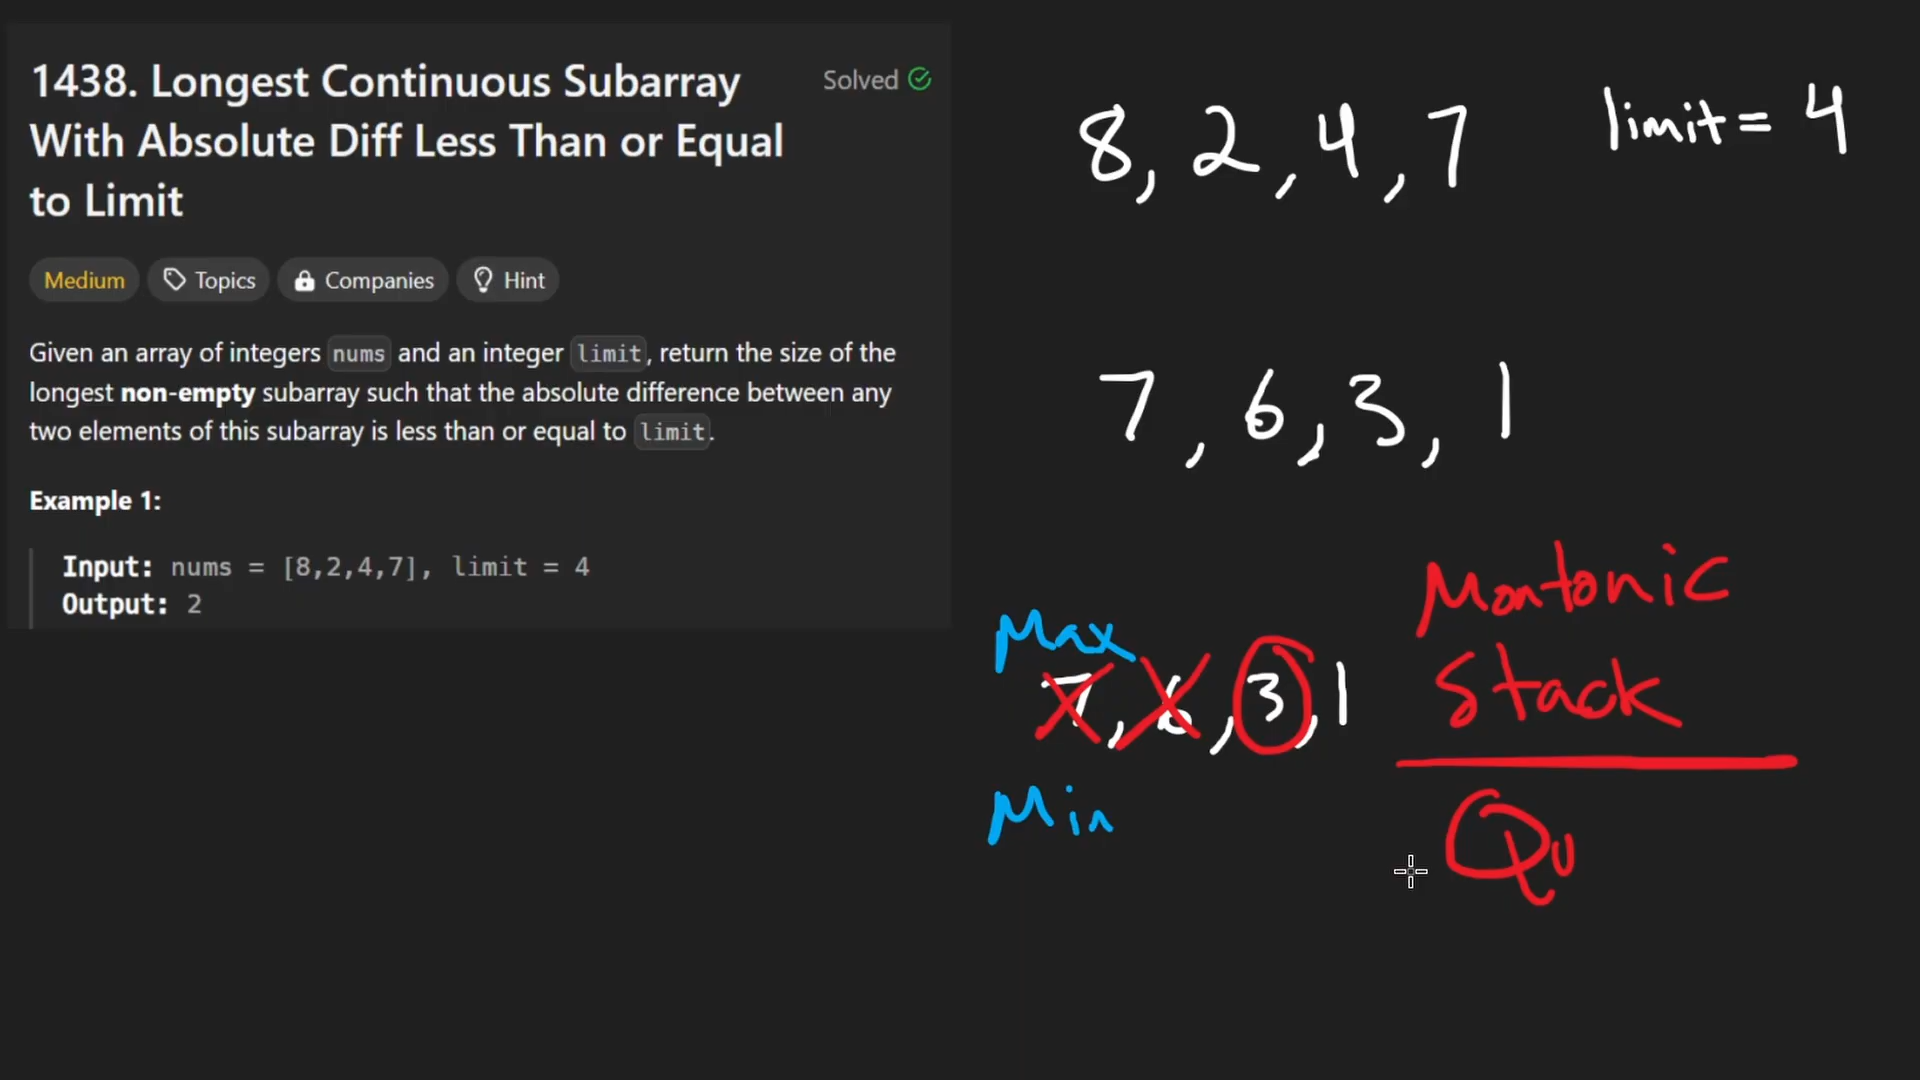 1438. Longest Continuous Subarray
With Absolute Diff Less Than or Equal
to Limit
Solved
Medium
Topics
Companies
Hint
Given an array of integers nums and an integer limit, return the size of the
longest non-empty subarray such that the absolute difference between any
two elements of this subarray is less than or equal to limit.
Example 1:
Input: nums = [8,2,4,7], limit = 4
Output: 2
8, 2, 4, 7
limit = 4
7, 6, 3, 1
Max
7, 6, 3, 1
Min
Montonic
Stack
Qu